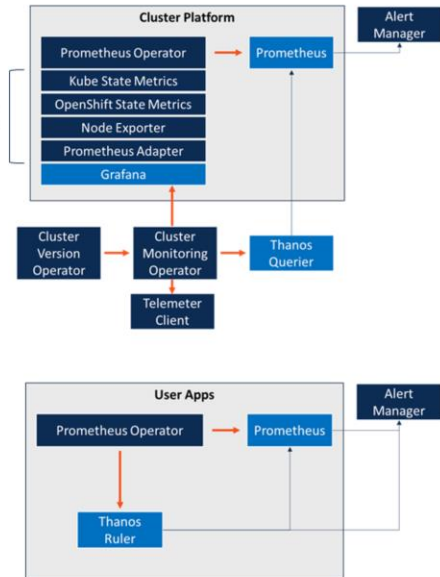 Cluster Platform
Alert
Manager
Prometheus Operator
Prometheus
Kube State Metrics
OpenShift State Metrics
Node Exporter
Prometheus Adapter
Grafana
Cluster
Version
Operator
Cluster
Monitoring
Operator
Thanos
Querier
Telemeter
Client
User Apps
Alert
Manager
Prometheus Operator
Prometheus
Thanos
Ruler